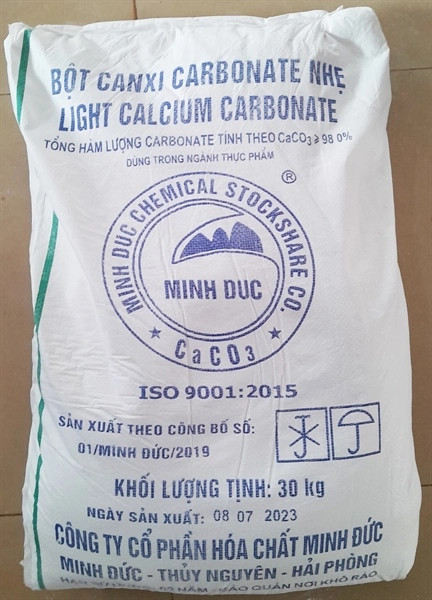 BỘT CANXI CARBONATE NHẸ
LIGHT CALCIUM CARBONATE
TỔNG HÀM LƯỢNG CARBONATE TÍNH THEO CaCO₃ ≥ 98 0%
DÙNG TRONG NGÀNH THỰC PHẨM
®
MINH DUC CHEMICAL STOCKSHARE CO.
MINH DUC
★ CaCO3 ★
ISO 9001:2015
SẢN XUẤT THEO CÔNG BỐ SỐ:
01/MINH ĐỨC/2019
KHỐI LƯỢNG TỊNH: 30 kg
NGÀY SẢN XUẤT: 08 07 2023
CÔNG TY CỔ PHẦN HÓA CHẤT MINH ĐỨC
MINH ĐỨC - THỦY NGUYÊN - HẢI PHÒNG
NĂM - BẢO QUẢN NƠI KHÔ RÁO